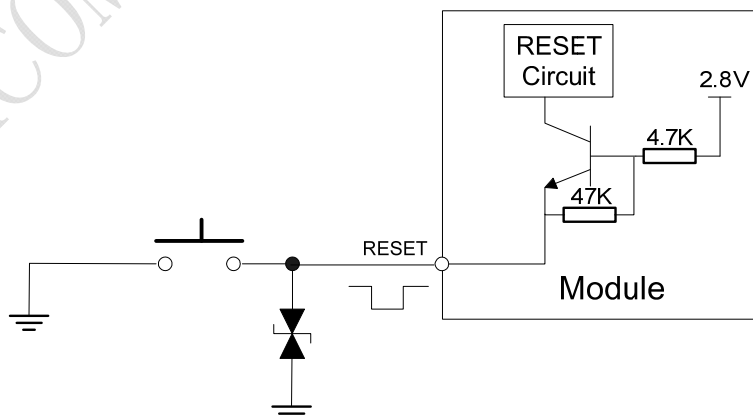 RESET
Circuit
2.8V
4.7K
47K
RESET
Module